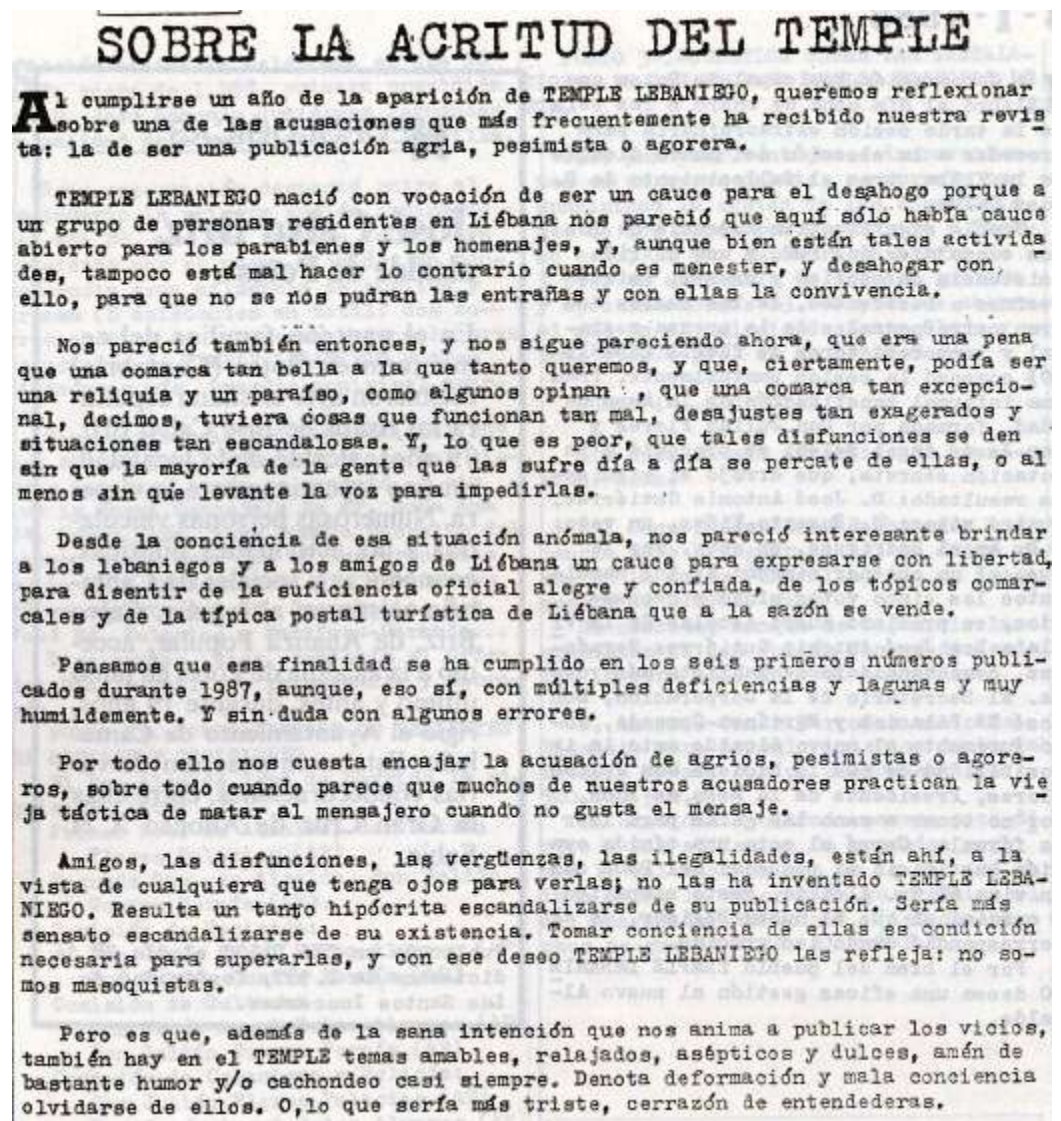 SOBRE LA ACRITUD DEL TEMPLE
Al cumplirse un año de la aparición de TEMPLE LEBANIEGO, queremos reflexionar
sobre una de las acusaciones que más frecuentemente ha recibido nuestra revis
ta: la de ser una publicación agria, pesimista o agorera.
TEMPLE LEBANIEGO nació con vocación de ser un cauce para el desahogo porque a
un grupo de personas residentes en Liébana nos pareció que aquí sólo había cauce
abierto para los parabienes y los homenajes, y, aunque bien están tales activida
des, tampoco está mal hacer lo contrario cuando es menester, y desahogar con
ello, para que no se nos pudran las entrañas y con ellas la convivencia.
Nos pareció también entonces, y nos sigue pareciendo ahora, que era una pena
que una comarca tan bella a la que tanto queremos, y que, ciertamente, podía ser
una reliquia y un paraíso, como algunos opinan , que una comarca tan excepcio-
nal, decimos, tuviera cosas que funcionan tan mal, desajustes tan exagerados y
situaciones tan escandalosas. Y, lo que es peor, que tales disfunciones se den
sin que la mayoría de la gente que las sufre día a día se percate de ellas, o al
menos sin que levante la voz para impedirlas.
Desde la conciencia de esa situación anómala, nos pareció interesante brindar
a los lebaniegos y a los amigos de Liébana un cauce para expresarse con libertad,
para disentir de la suficiencia oficial alegre y confiada, de los tópicos comar-
cales y de la típica postal turística de Liébana que a la sazón se vende.
Pensamos que esa finalidad se ha cumplido en los seis primeros números publi-
cados durante 1987, aunque, eso sí, con múltiples deficiencias y lagunas y muy
humildemente. Y sin duda con algunos errores.
Por todo ello nos cuesta encajar la acusación de agrios, pesimistas o agore-
ros, sobre todo cuando parece que muchos de nuestros acusadores practican la vie
ja táctica de matar al mensajero cuando no gusta el mensaje.
Amigos, las disfunciones, las vergüenzas, las ilegalidades, están ahí, a la
vista de cualquiera que tenga ojos para verlas; no las ha inventado TEMPLE LEBA-
NIEGO. Resulta un tanto hipócrita escandalizarse de su publicación. Sería más
sensato escandalizarse de su existencia. Tomar conciencia de ellas es condición
necesaria para superarlas, y con ese deseo TEMPLE LEBANIEGO las refleja: no so-
mos masoquistas.
Pero es que, además de la sana intención que nos anima a publicar los vicios,
también hay en el TEMPLE temas amables, relajados, asépticos y dulces, amén de
bastante humor y/o cachondeo casi siempre. Denota deformación y mala conciencia
olvidarse de ellos. O,lo que sería más triste, cerrazón de entendederas.